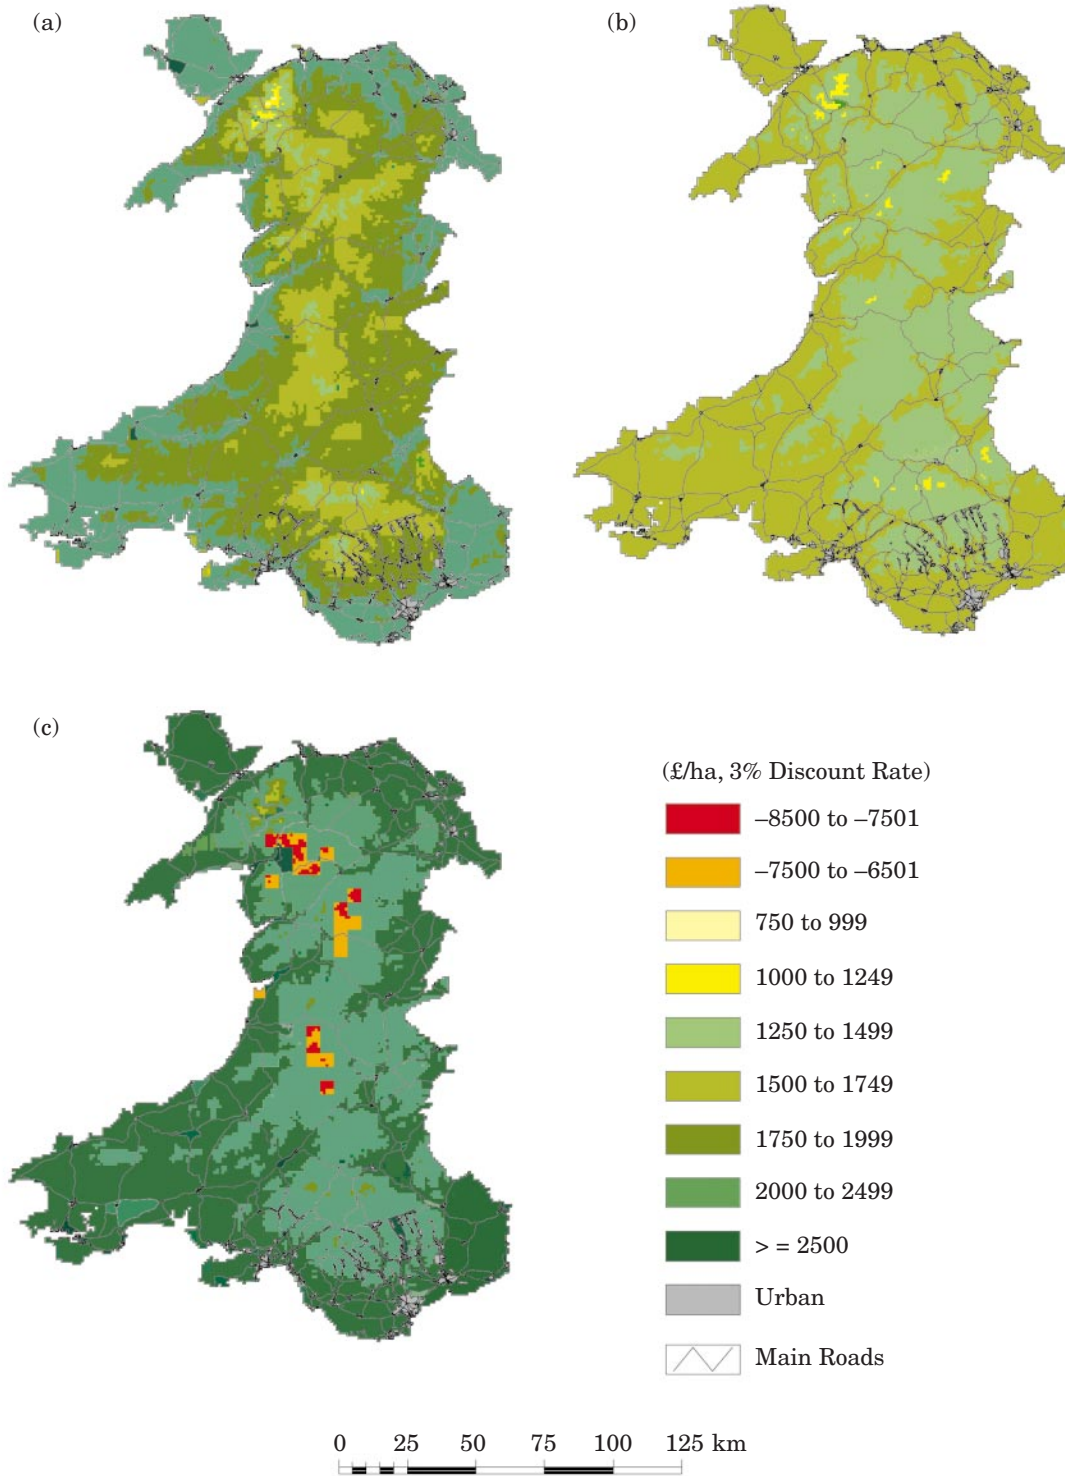 (a)
(b)
(c)
(£/ha, 3% Discount Rate)
–8500 to –7501
–7500 to –6501
750 to 999
1000 to 1249
1250 to 1499
1500 to 1749
1750 to 1999
2000 to 2499
> = 2500
Urban
Main Roads
0 25 50 75 100 125 km